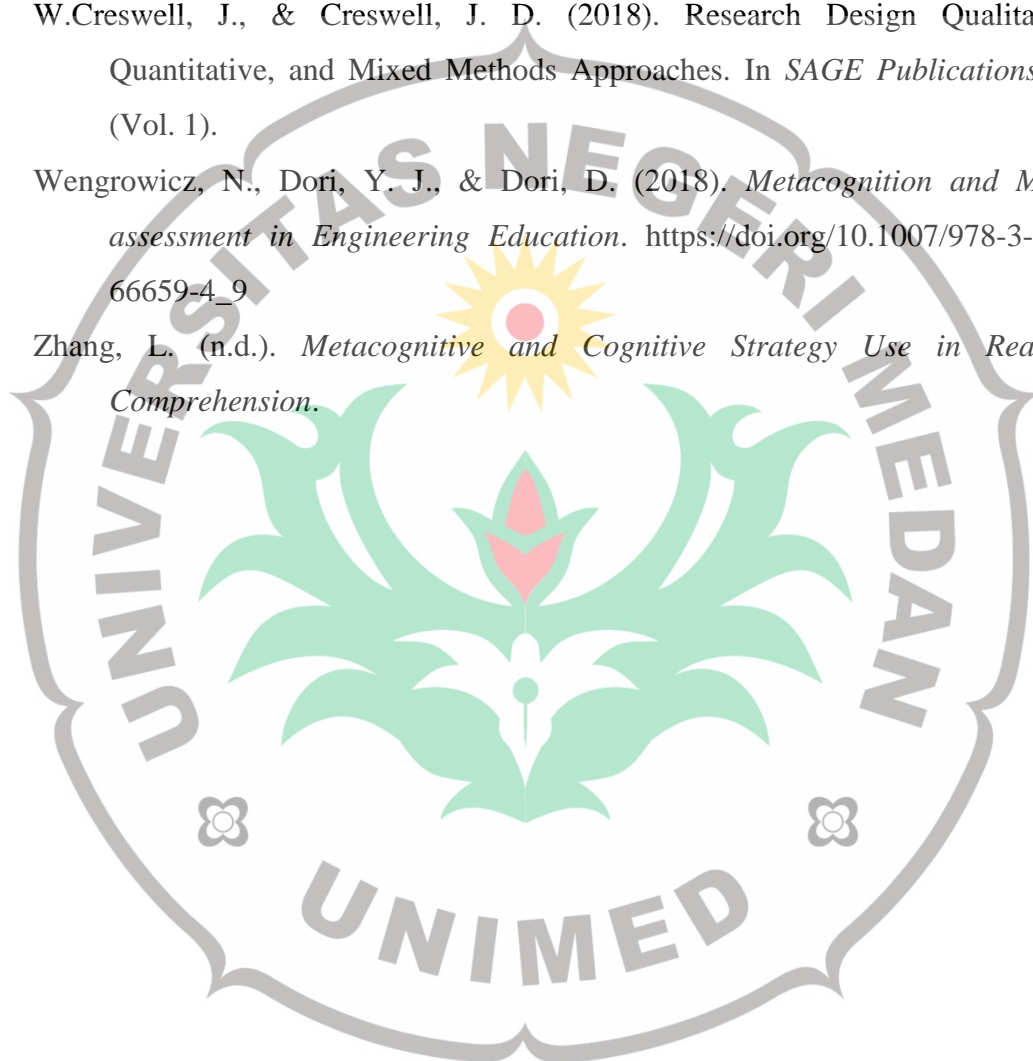 W.Creswell, J., & Creswell, J. D. (2018). Research Design Qualita
Quantitative, and Mixed Methods Approaches. In SAGE Publications
(Vol. 1).
Wengrowicz, N., Dori, Y. J., & Dori, D. (2018). Metacognition and M
assessment in Engineering Education. https://doi.org/10.1007/978-3-
66659-4_9
Zhang, L. (n.d.). Metacognitive and Cognitive Strategy Use in Rea
Comprehension.
UNIVERSITAS NEGERI MEDAN
UNIMED